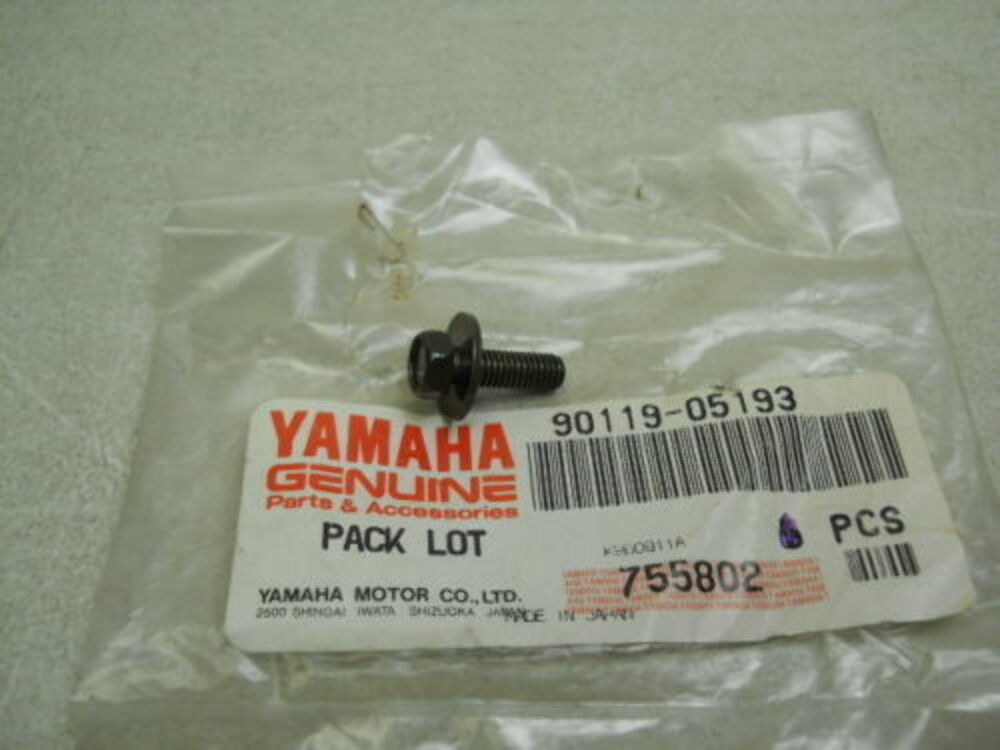 YAMAHA
GENUINE
Parts & Accessories
90119-05193
PACK LOT
PCS
K960911A
755802
YAMAHA MOTOR CO., LTD.
2500 SHINGAI IWATA SHIZUOKA JAPAN
MADE IN JAPAN